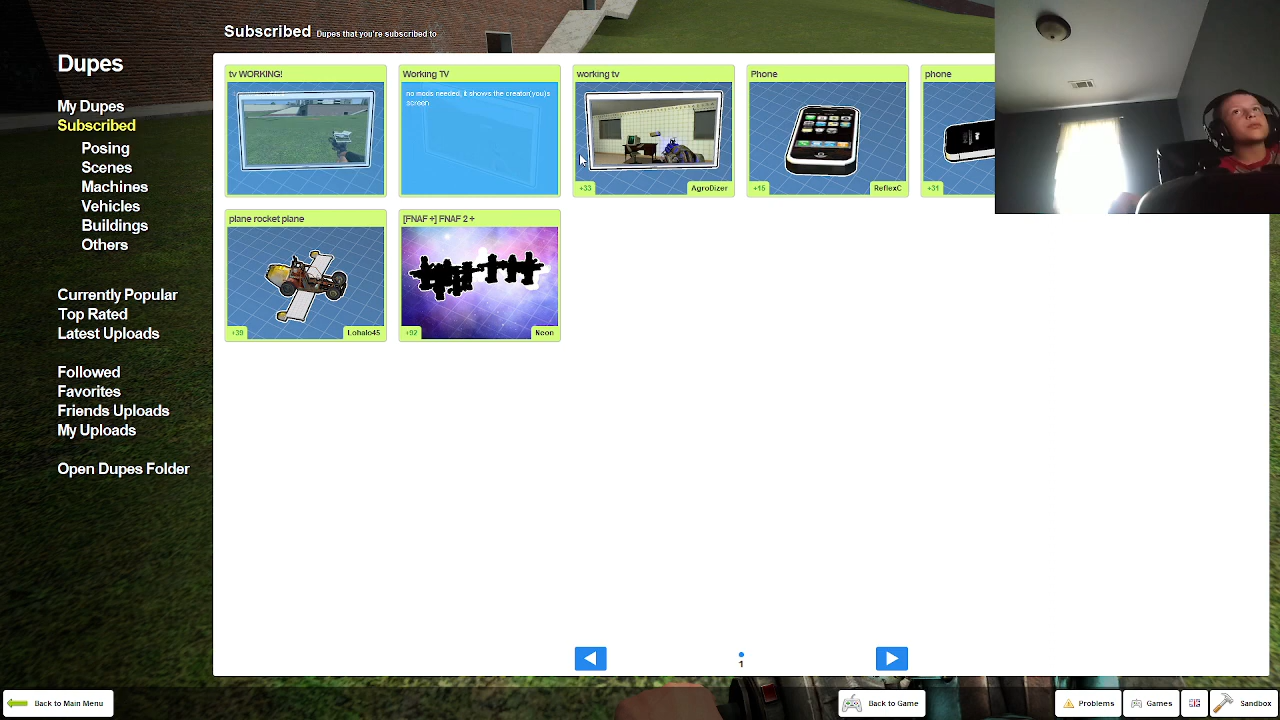 Subscribed Dupes that you're subscribed to
Dupes
My Dupes
Subscribed
Posing
Scenes
Machines
Vehicles
Buildings
Others
Currently Popular
Top Rated
Latest Uploads
Followed
Favorites
Friends Uploads
My Uploads
Open Dupes Folder
tv WORKING!
Working TV
no mods needed, it shows the creator(you)s
screen
working tv
+33 AgroDizer
Phone
+15 ReflexC
phone
+31
plane rocket plane
+39 Lohalo45
[FNAF +] FNAF 2 +
+92 Neon
1
Back to Main Menu
Back to Game
Problems
Games
Sandbox